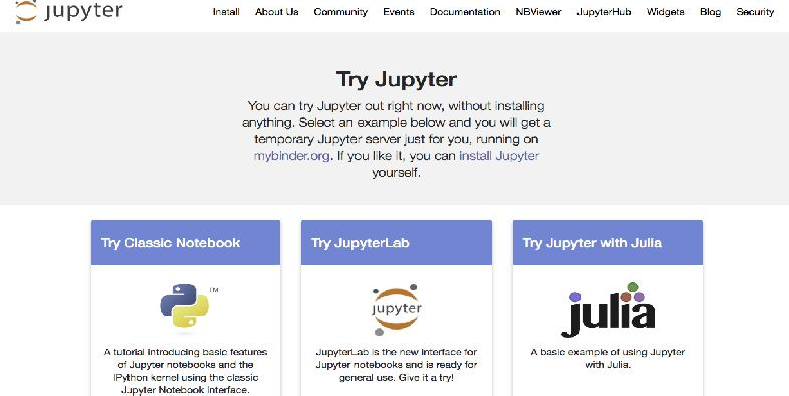 jupyter
Install About Us Community Events Documentation NBViewer JupyterHub Widgets Blog Security
Try Jupyter
You can try Jupyter out right now, without installing
anything. Select an example below and you will get a
temporary Jupyter server just for you, running on
mybinder.org. If you like it, you can install Jupyter
yourself.
Try Classic Notebook
TM
A tutorial introducing basic features
of Jupyter notebooks and the
IPython kernel using the classic
Jupyter Notebook interface.
Try JupyterLab
jupyter
JupyterLab is the new interface for
Jupyter notebooks and is ready for
general use. Give it a try!
Try Jupyter with Julia
julia
A basic example of using Jupyter
with Julia.